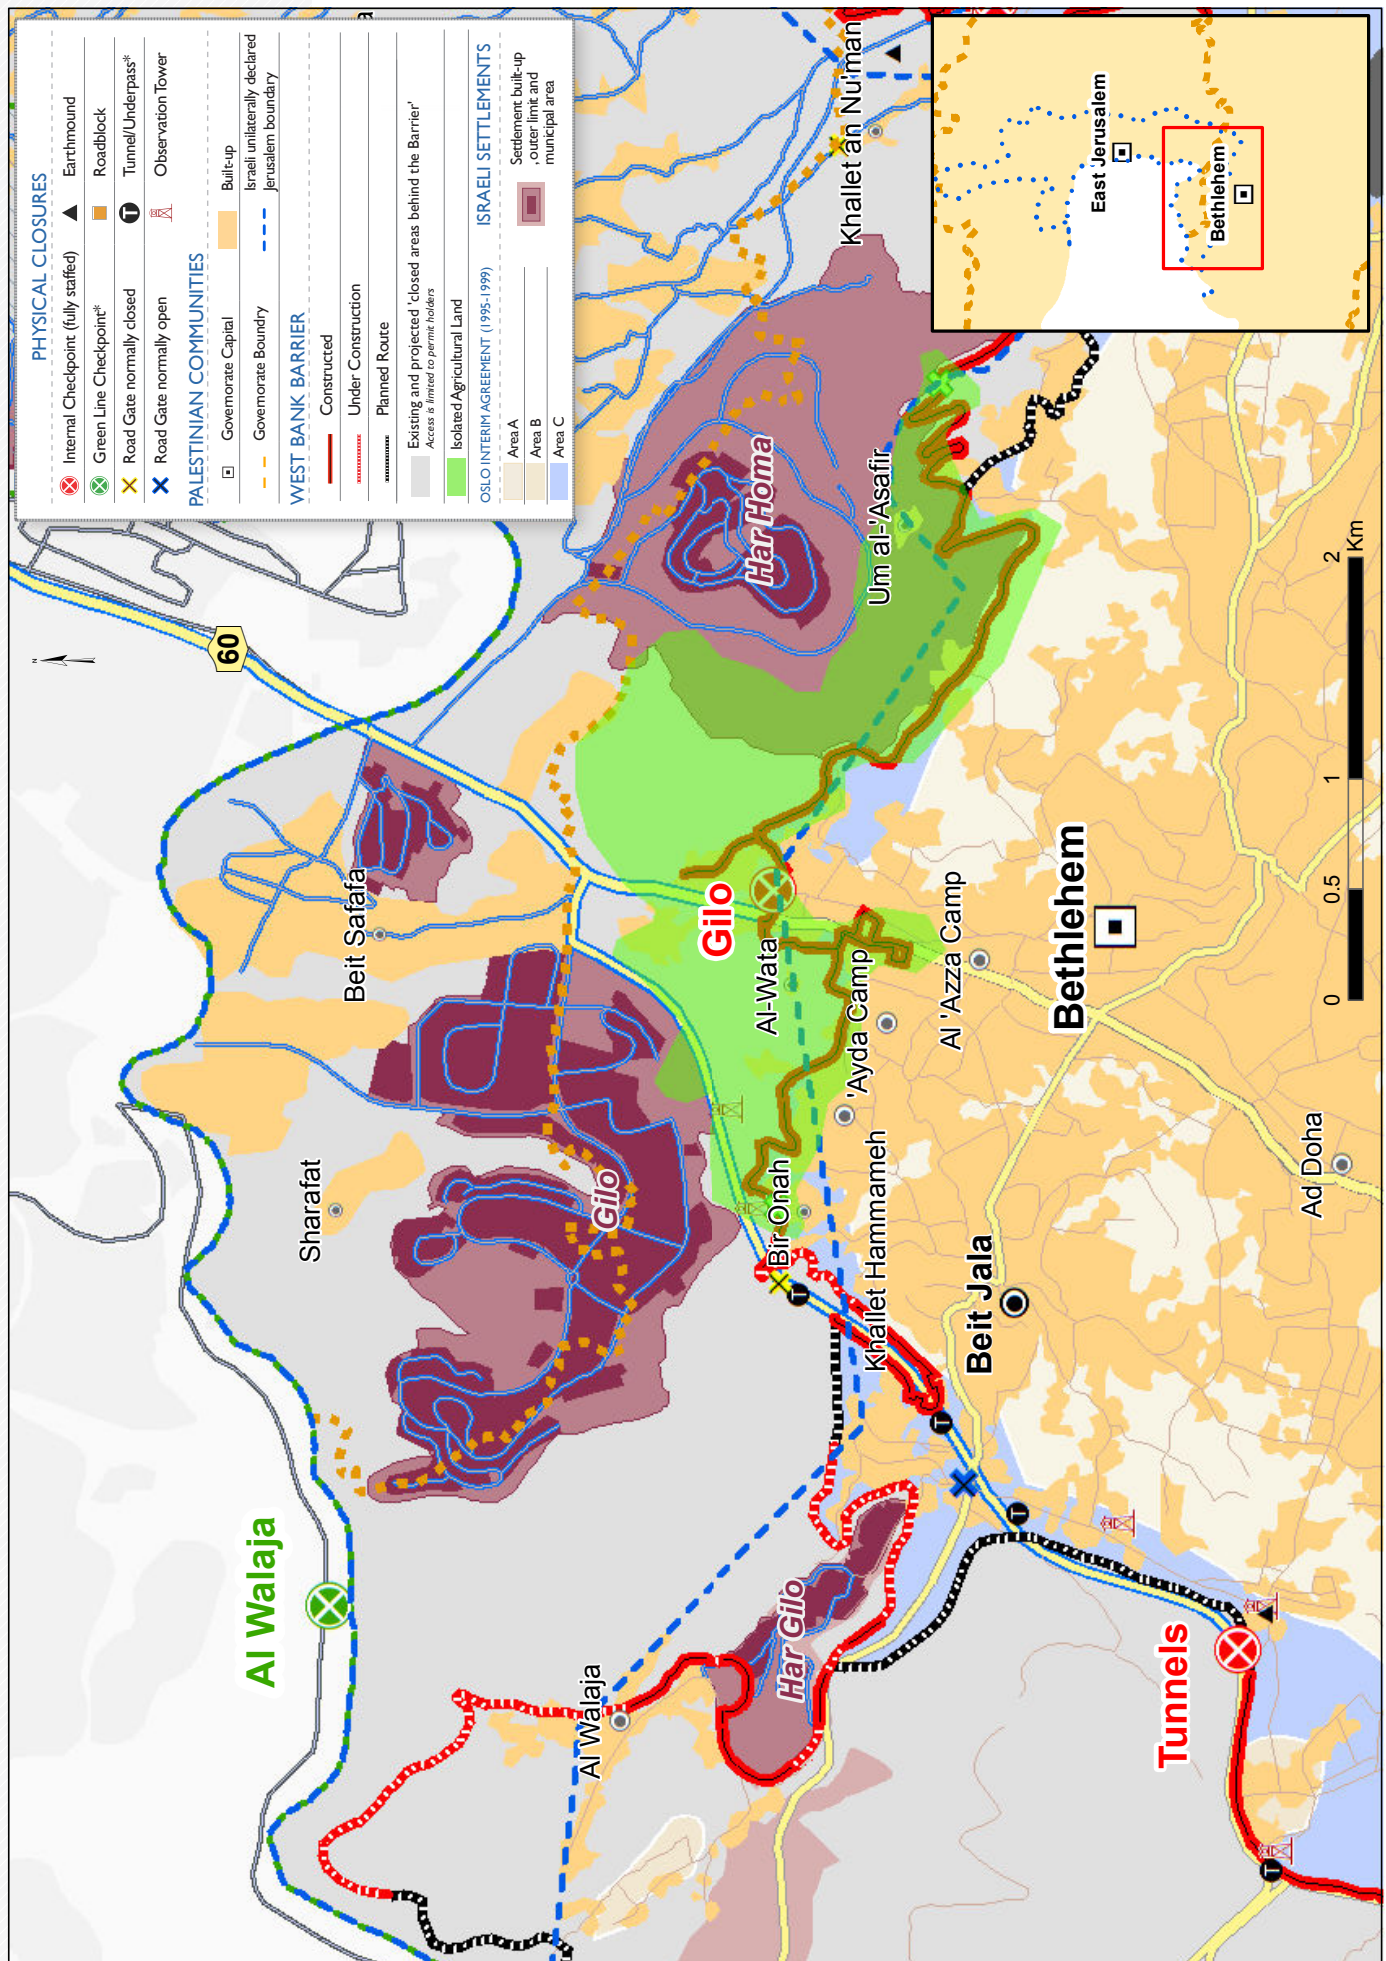 PHYSICAL CLOSURES
Internal Checkpoint (fully staffed)
Earthmound
Green Line Checkpoint*
Roadblock
Road Gate normally closed
Tunnel/Underpass*
T
Road Gate normally open
Observation Tower
PALESTINIAN COMMUNITIES
Governorate Capital
Built-up
Governorate Boundry
Israeli unilaterally declared
Jerusalem boundary
WEST BANK BARRIER
Constructed
Under Construction
Planned Route
Existing and projected 'closed areas behind the Barrier'
Access is limited to permit holders
Isolated Agricultural Land
OSLO INTERIM AGREEMENT (1995-1999)
Area A
Area B
Area C
ISRAELI SETTLEMENTS
Settlement built-up
,outer limit and
municipal area
N
60
Al Walaja
Sharafat
Beit Safafa
Gilo
Gilo
Har Homa
Khallet an Nu'man
Um al-'Asafir
Al-Wata
'Ayda Camp
Al 'Azza Camp
Bir Onah
Khallet Hammameh
Al Walaja
Har Gilo
Beit Jala
Bethlehem
Ad Doha
Tunnels
T
T
T
T
East Jerusalem
Bethlehem
0
0.5
1
2
Km
a